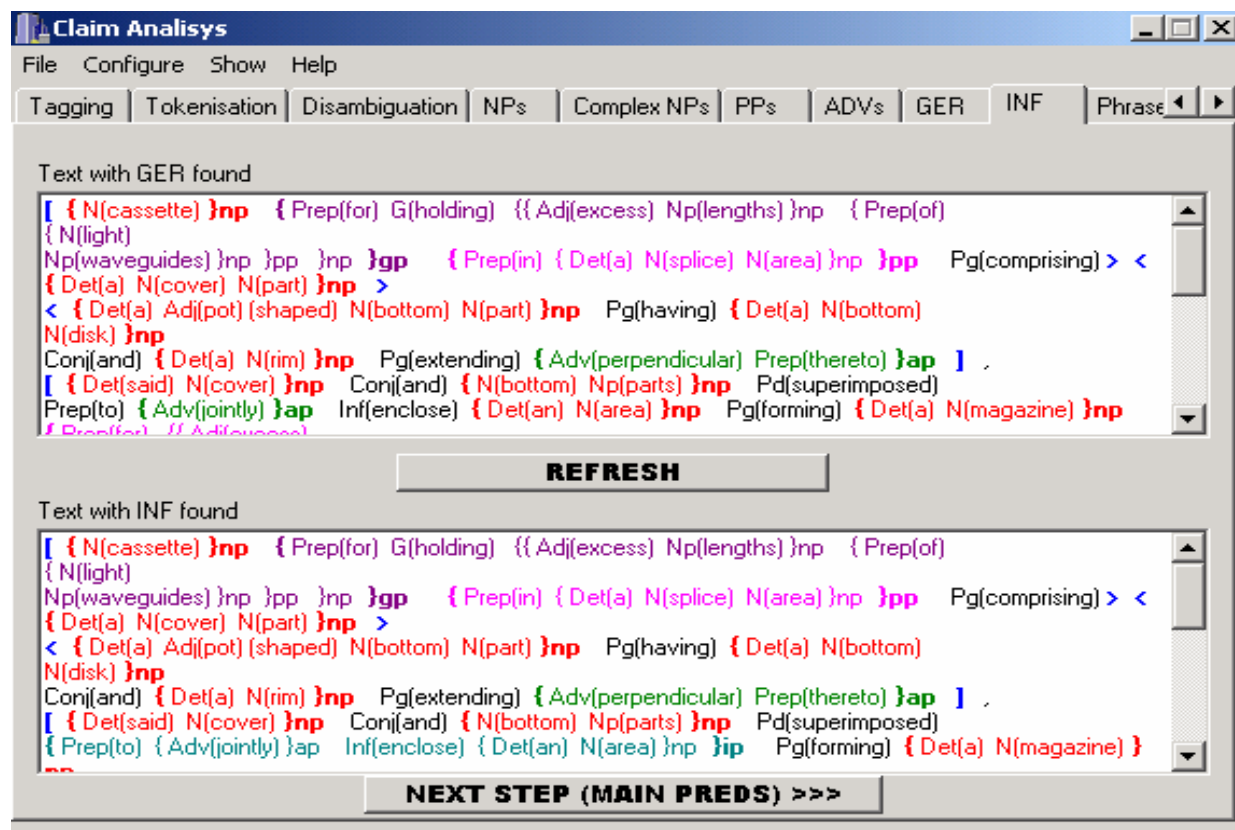 Claim Analisys
File Configure Show Help
Tagging Tokenisation Disambiguation NPs Complex NPs PPs ADVs GER INF Phrase
Text with GER found
[ { N(cassette) }np { Prep(for) G(holding) {{ Adj(excess) Np(lengths) }np { Prep(of)
{ N(light)
Np(waveguides) }np }pp }np }gp { Prep(in) { Det(a) N(splice) N(area) }np }pp Pg(comprising) > <
{ Det(a) N(cover) N(part) }np >
< { Det(a) Adj(pot) (shaped) N(bottom) N(part) }np Pg(having) { Det(a) N(bottom)
N(disk) }np
Conj(and) { Det(a) N(rim) }np Pg(extending) { Adv(perpendicular) Prep(thereto) }ap ] ,
[ { Det(said) N(cover) }np Conj(and) { N(bottom) Np(parts) }np Pd(superimposed)
Prep(to) { Adv(jointly) }ap Inf(enclose) { Det(an) N(area) }np Pg(forming) { Det(a) N(magazine) }np
{ Prep(for) {{ Adj(excess)
REFRESH
Text with INF found
[ { N(cassette) }np { Prep(for) G(holding) {{ Adj(excess) Np(lengths) }np { Prep(of)
{ N(light)
Np(waveguides) }np }pp }np }gp { Prep(in) { Det(a) N(splice) N(area) }np }pp Pg(comprising) > <
{ Det(a) N(cover) N(part) }np >
< { Det(a) Adj(pot) (shaped) N(bottom) N(part) }np Pg(having) { Det(a) N(bottom)
N(disk) }np
Conj(and) { Det(a) N(rim) }np Pg(extending) { Adv(perpendicular) Prep(thereto) }ap ] ,
[ { Det(said) N(cover) }np Conj(and) { N(bottom) Np(parts) }np Pd(superimposed)
{ Prep(to) { Adv(jointly) }ap Inf(enclose) { Det(an) N(area) }np }ip Pg(forming) { Det(a) N(magazine) }
NEXT STEP (MAIN PREDS) >>>